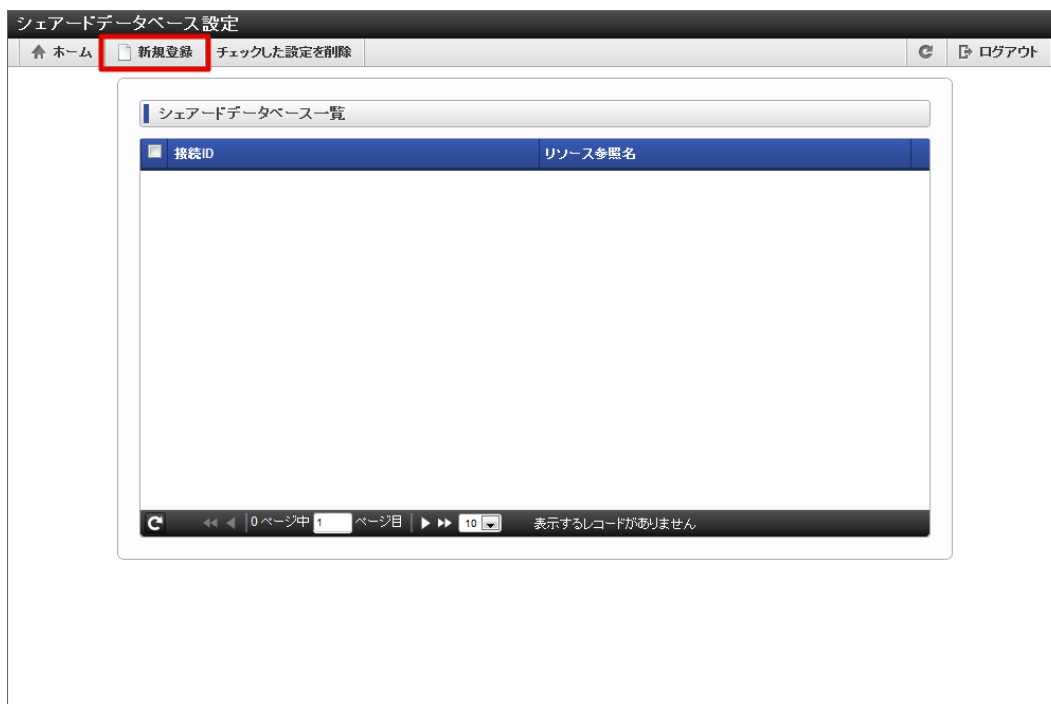 シェアードデータベース設定
ホーム 新規登録 チェックした設定を削除 ログアウト
シェアードデータベース一覧
接続ID リソース参照名
0 ページ中 1 ページ目 10 表示するレコードがありません